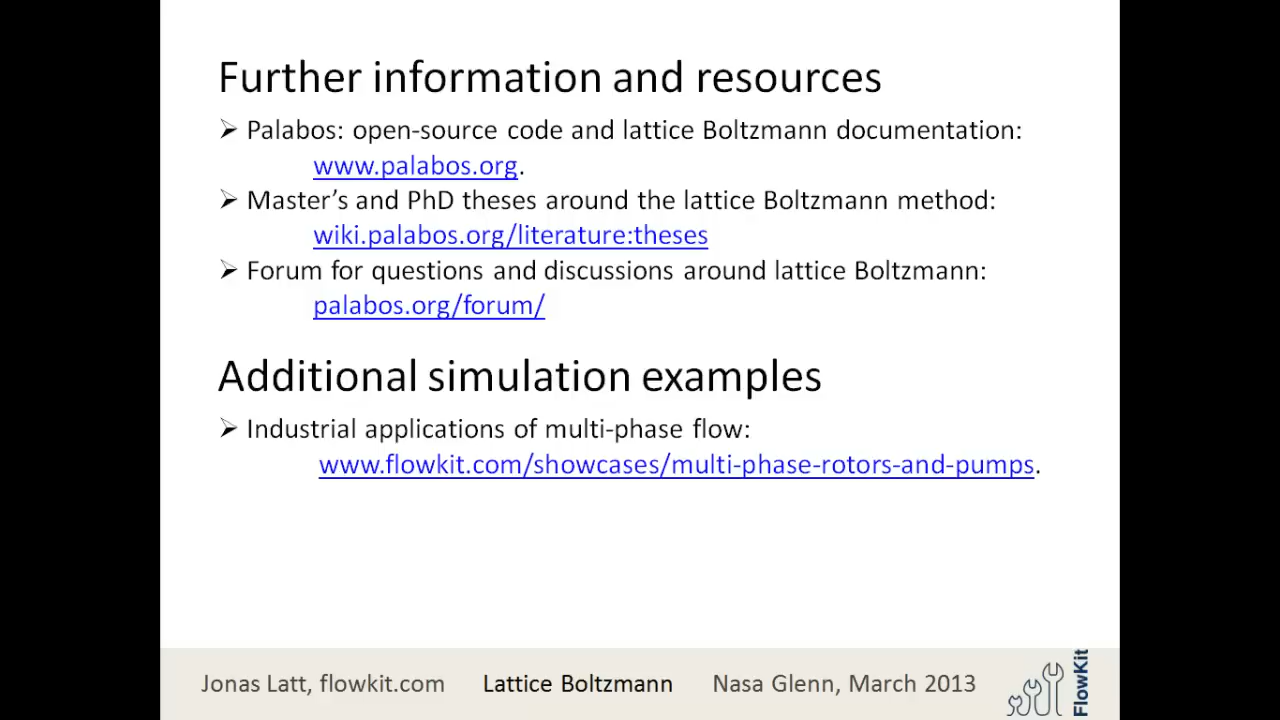 Further information and resources
➢ Palabos: open-source code and lattice Boltzmann documentation:
www.palabos.org.
➢ Master’s and PhD theses around the lattice Boltzmann method:
wiki.palabos.org/literature:theses
➢ Forum for questions and discussions around lattice Boltzmann:
palabos.org/forum/
Additional simulation examples
➢ Industrial applications of multi-phase flow:
www.flowkit.com/showcases/multi-phase-rotors-and-pumps.
Jonas Latt, flowkit.com Lattice Boltzmann Nasa Glenn, March 2013
FlowKit